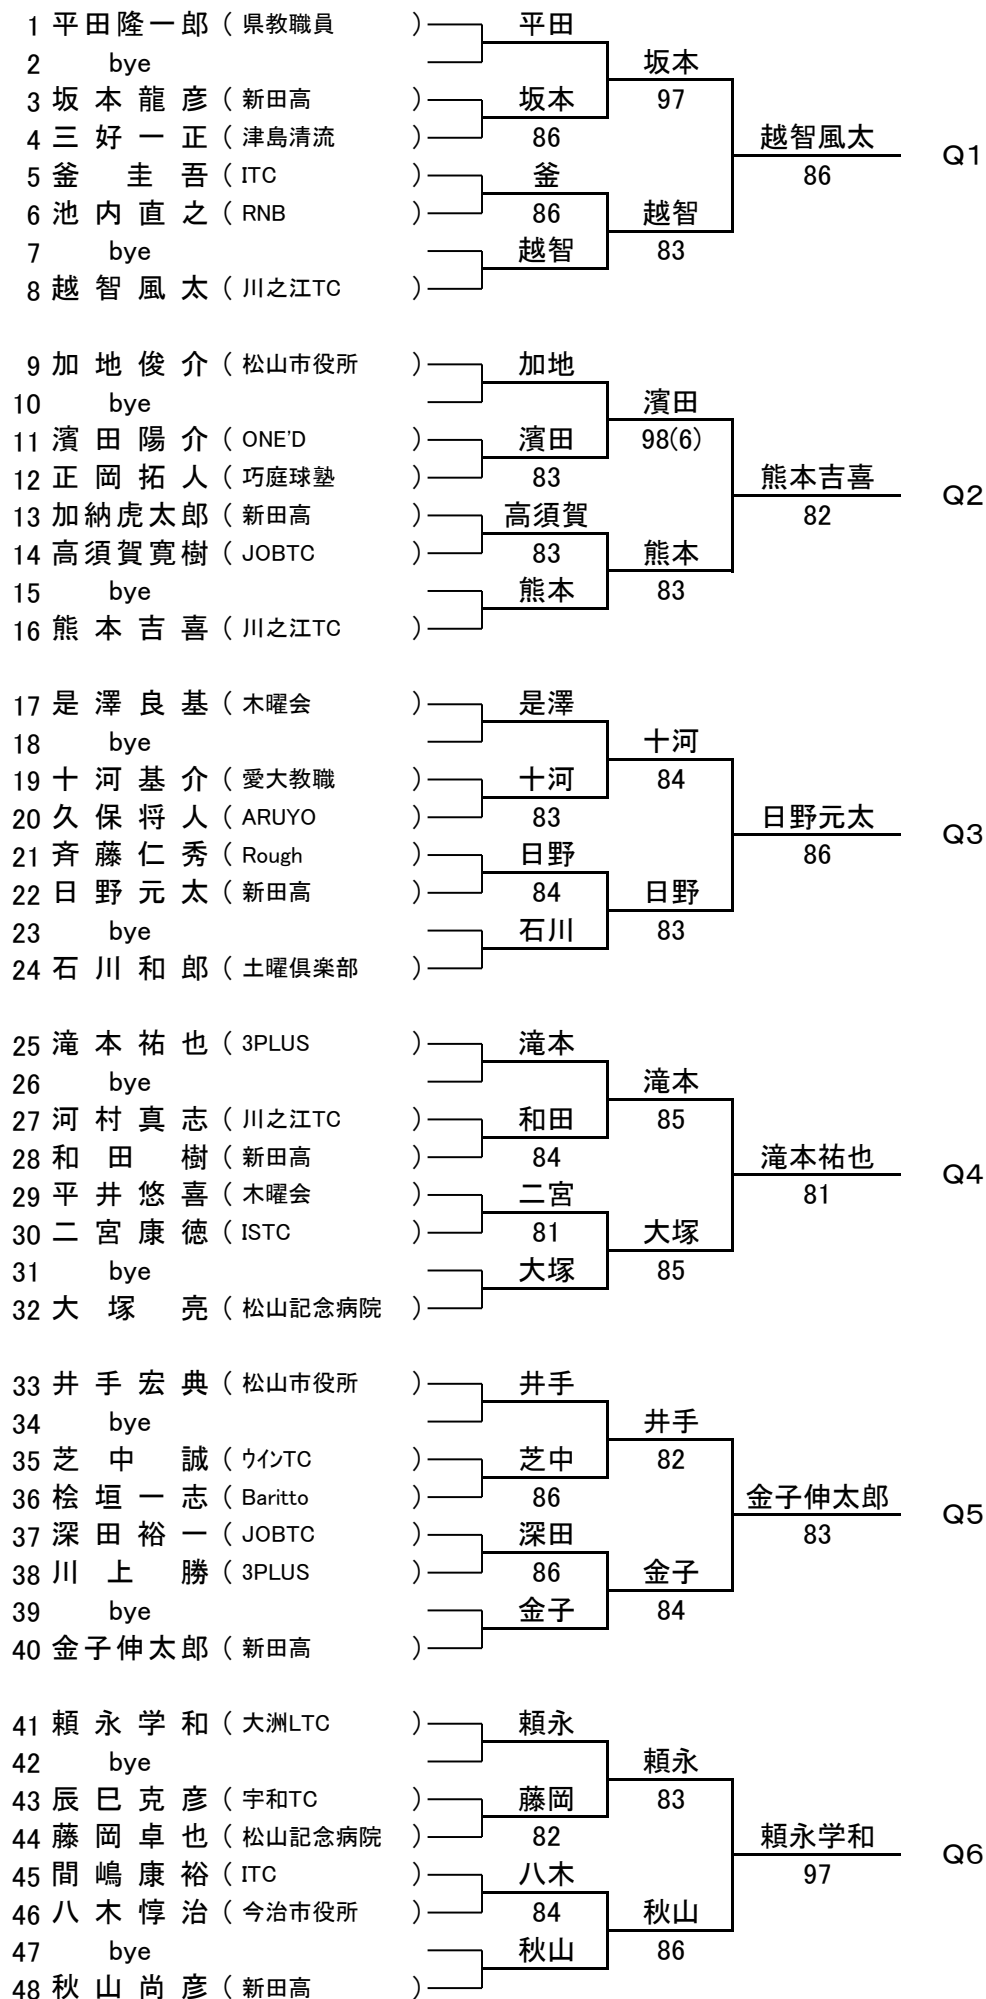 1 平田隆一郎 ( 県教職員 ) 平田
2 bye 坂本
3 坂本龍彦 ( 新田高 ) 坂本 97
4 三好一正 ( 津島清流 ) 86 越智風太
5 釜圭吾 ( ITC ) 釜 86 Q1
6 池内直之 ( RNB ) 86 越智
7 bye 越智 83
8 越智風太 ( 川之江TC )
9 加地俊介 ( 松山市役所 ) 加地
10 bye 濱田
11 濱田陽介 ( ONE'D ) 濱田 98(6)
12 正岡拓人 ( 巧庭球塾 ) 83 熊本吉喜
13 加納虎太郎 ( 新田高 ) 高須賀 82 Q2
14 高須賀寛樹 ( JOBTC ) 83 熊本
15 bye 熊本 83
16 熊本吉喜 ( 川之江TC )
17 是澤良基 ( 木曜会 ) 是澤
18 bye 十河
19 十河基介 ( 愛大教職 ) 十河 84
20 久保将人 ( ARUYO ) 83 日野元太
21 斉藤仁秀 ( Rough ) 日野 86 Q3
22 日野元太 ( 新田高 ) 84 日野
23 bye 石川 83
24 石川和郎 ( 土曜倶楽部 )
25 滝本祐也 ( 3PLUS ) 滝本
26 bye 滝本
27 河村真志 ( 川之江TC ) 和田 85
28 和田樹 ( 新田高 ) 84 滝本祐也
29 平井悠喜 ( 木曜会 ) 二宮 81 Q4
30 二宮康徳 ( ISTC ) 81 大塚
31 bye 大塚 85
32 大塚亮 ( 松山記念病院 )
33 井手宏典 ( 松山市役所 ) 井手
34 bye 井手
35 芝中誠 ( ｳｲﾝTC ) 芝中 82
36 桧垣一志 ( Baritto ) 86 金子伸太郎
37 深田裕一 ( JOBTC ) 深田 83 Q5
38 川上勝 ( 3PLUS ) 86 金子
39 bye 金子 84
40 金子伸太郎 ( 新田高 )
41 頼永学和 ( 大洲LTC ) 頼永
42 bye 頼永
43 辰巳克彦 ( 宇和TC ) 藤岡 83
44 藤岡卓也 ( 松山記念病院 ) 82 頼永学和
45 間嶋康裕 ( ITC ) 八木 97 Q6
46 八木惇治 ( 今治市役所 ) 84 秋山
47 bye 秋山 86
48 秋山尚彦 ( 新田高 )